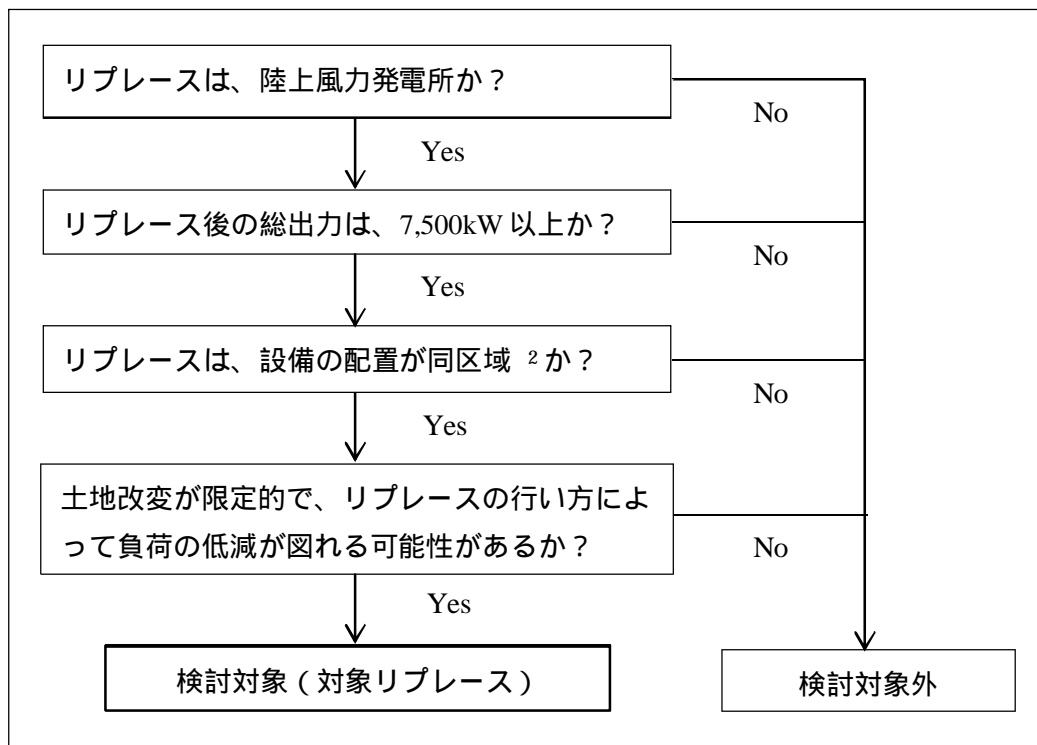 リプレースは、陸上風力発電所か？
No
Yes
リプレース後の総出力は、7,500kW 以上か？
No
Yes
リプレースは、設備の配置が同区域 ²か？
No
Yes
土地改変が限定的で、リプレースの行い方によ
って負荷の低減が図れる可能性があるか？
No
Yes
検討対象（対象リプレース）
検討対象外